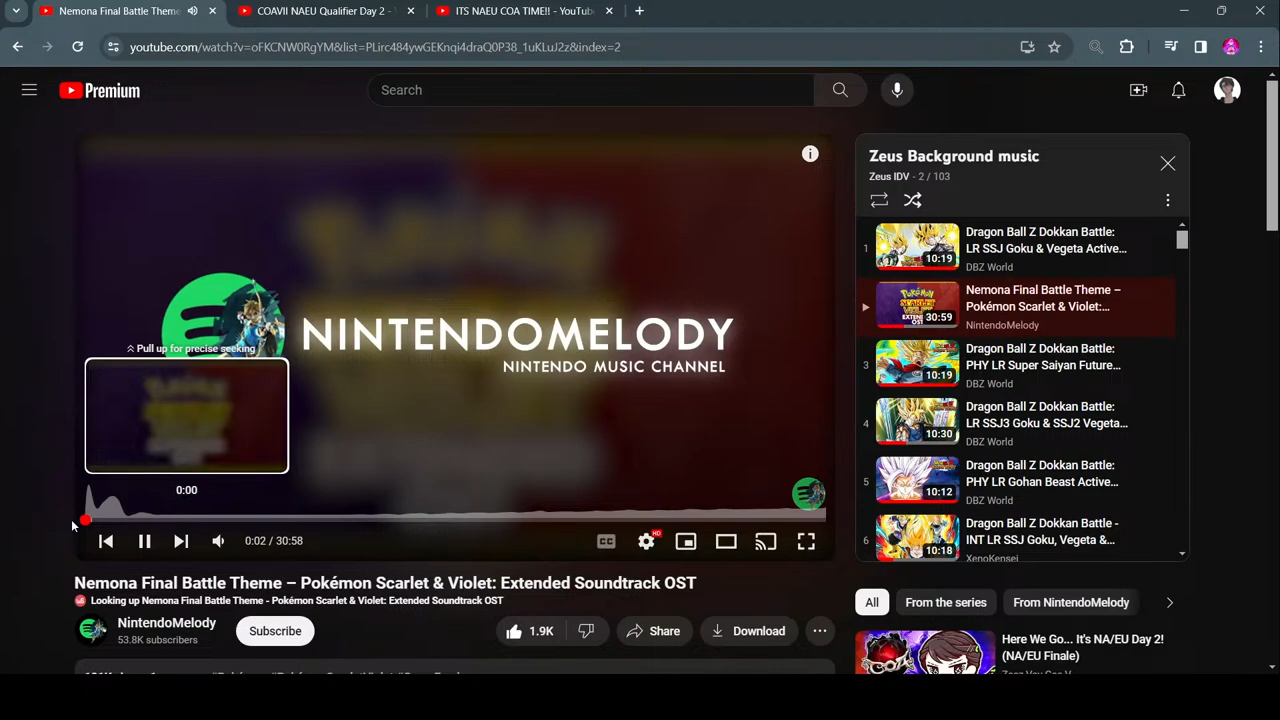 Nemona Final Battle Theme
COAVII NAEU Qualifier Day 2 -
ITS NAEU COA TIME!! - YouTub
youtube.com/watch?v=oFKCNW0RgYM&list=PLirc484ywGEKnqi4draQ0P38_1uKLuJ2z&index=2
Premium
Search
NINTENDOMELODY
NINTENDO MUSIC CHANNEL
Pull up for precise seeking
0:00
0:02 / 30:58
CC
HD
Nemona Final Battle Theme – Pokémon Scarlet & Violet: Extended Soundtrack OST
Looking up Nemona Final Battle Theme - Pokémon Scarlet & Violet: Extended Soundtrack OST
NintendoMelody
53.8K subscribers
Subscribe
1.9K
Share
Download
Zeus Background music
Zeus IDV - 2 / 103
1
10:19
Dragon Ball Z Dokkan Battle:
LR SSJ Goku & Vegeta Active...
DBZ World
30:59
Nemona Final Battle Theme –
Pokémon Scarlet & Violet:...
NintendoMelody
3
10:19
Dragon Ball Z Dokkan Battle:
PHY LR Super Saiyan Future...
DBZ World
4
10:30
Dragon Ball Z Dokkan Battle:
LR SSJ3 Goku & SSJ2 Vegeta...
DBZ World
5
10:12
Dragon Ball Z Dokkan Battle:
PHY LR Gohan Beast Active...
DBZ World
6
10:18
Dragon Ball Z Dokkan Battle -
INT LR SSJ Goku, Vegeta &...
XenoKensei
All
From the series
From NintendoMelody
COA
Here We Go... It's NA/EU Day 2!
(NA/EU Finale)